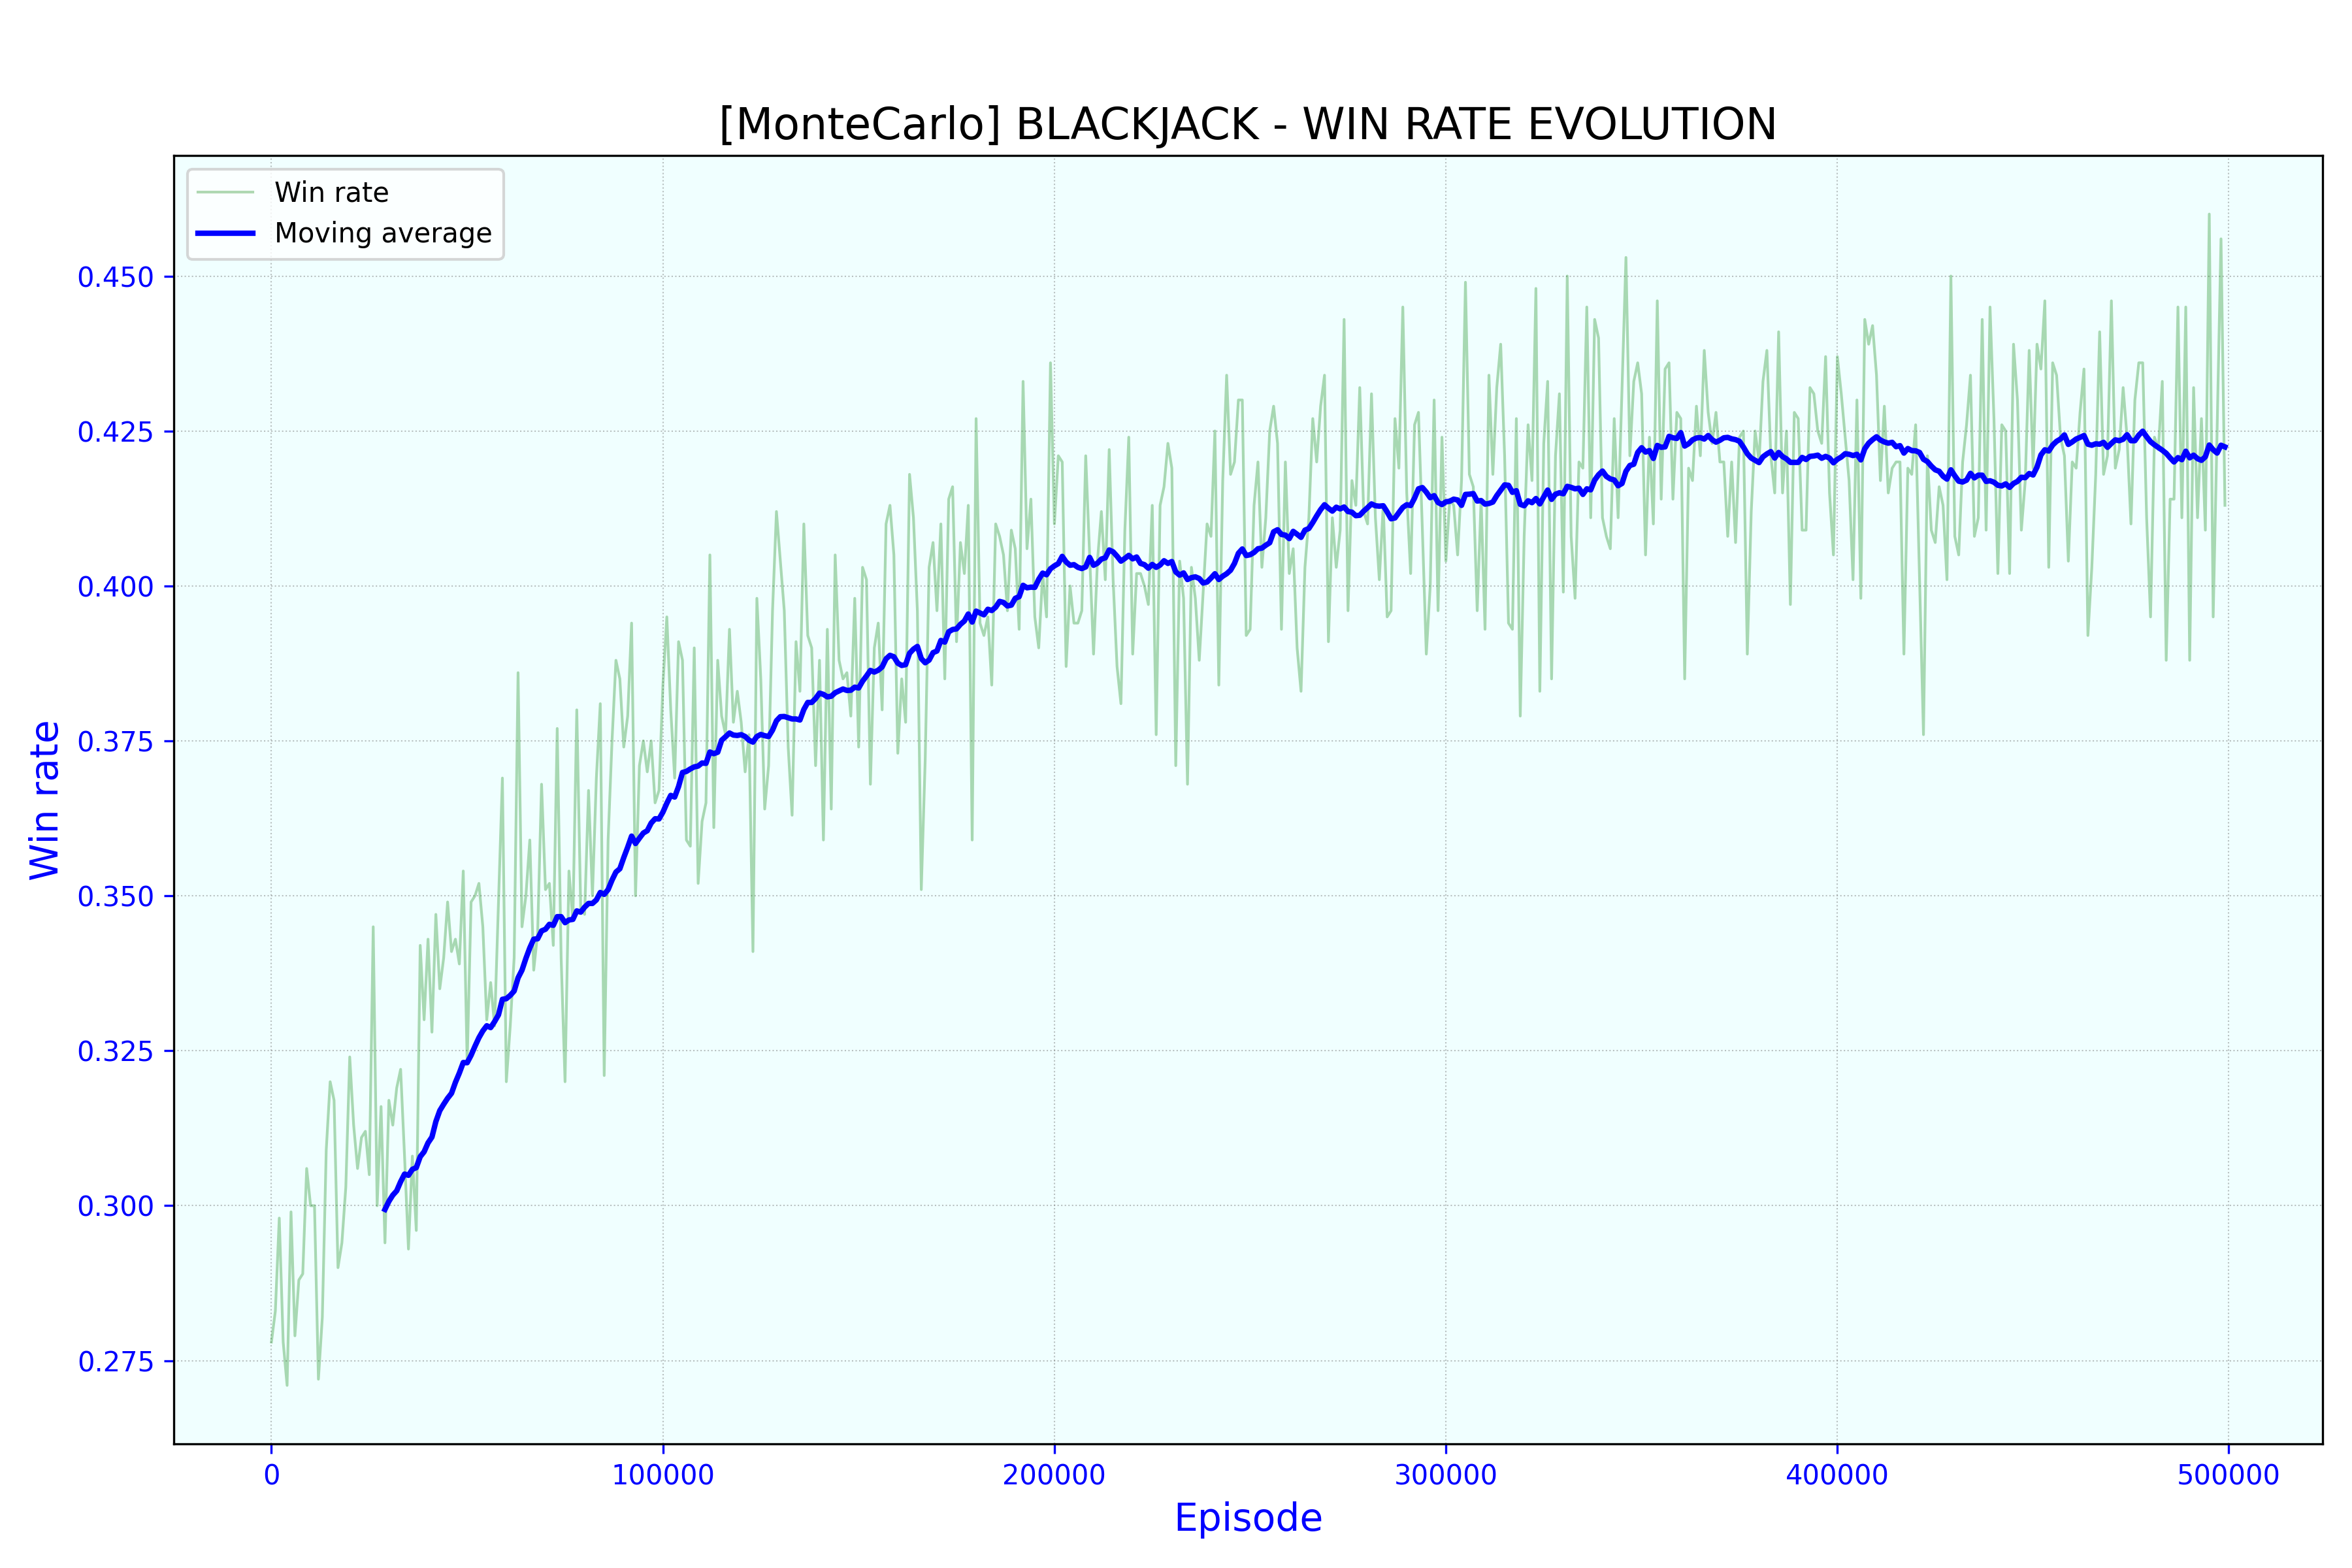 [MonteCarlo] BLACKJACK - WIN RATE EVOLUTION
Win rate
Moving average
0.450
0.425
0.400
0.375
0.350
0.325
0.300
0.275
Win rate
0 100000 200000 300000 400000 500000
Episode